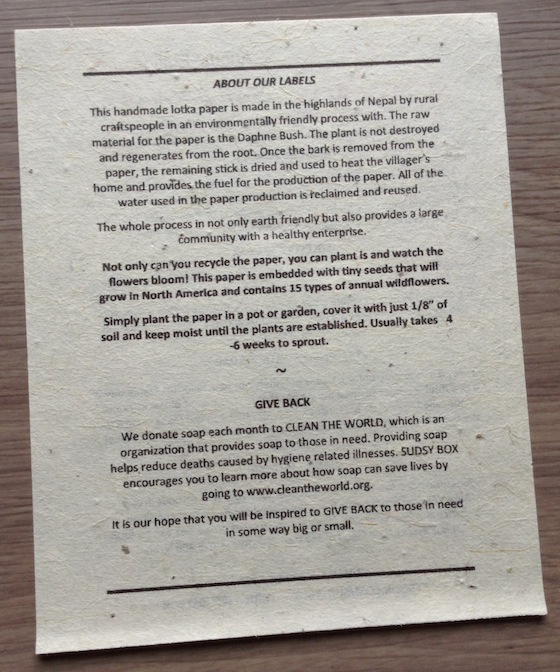 ABOUT OUR LABELS
This handmade lotka paper is made in the highlands of Nepal by rural
craftspeople in an environmentally friendly process with. The raw
material for the paper is the Daphne Bush. The plant is not destroyed
and regenerates from the root. Once the bark is removed from the
paper, the remaining stick is dried and used to heat the villager's
home and provides the fuel for the production of the paper. All of the
water used in the paper production is reclaimed and reused.
The whole process in not only earth friendly but also provides a large
community with a healthy enterprise.
Not only can you recycle the paper, you can plant is and watch the
flowers bloom! This paper is embedded with tiny seeds that will
grow in North America and contains 15 types of annual wildflowers.
Simply plant the paper in a pot or garden, cover it with just 1/8" of
soil and keep moist until the plants are established. Usually takes 4
-6 weeks to sprout.
~
GIVE BACK
We donate soap each month to CLEAN THE WORLD, which is an
organization that provides soap to those in need. Providing soap
helps reduce deaths caused by hygiene related illnesses. SUDSY BOX
encourages you to learn more about how soap can save lives by
going to www.cleantheworld.org.
It is our hope that you will be inspired to GIVE BACK to those in need
in some way big or small.